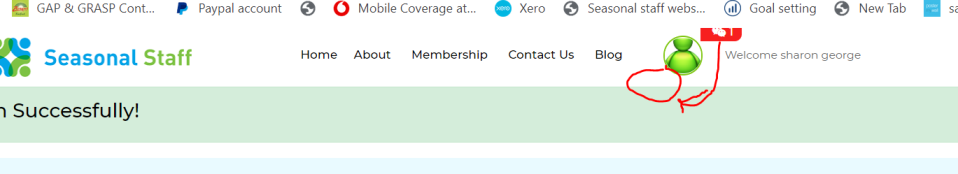 GAP & GRASP Cont... Paypal account Mobile Coverage at... xero Xero Seasonal staff webs... Goal setting New Tab sa
Seasonal Staff Home About Membership Contact Us Blog Welcome sharon george
n Successfully!